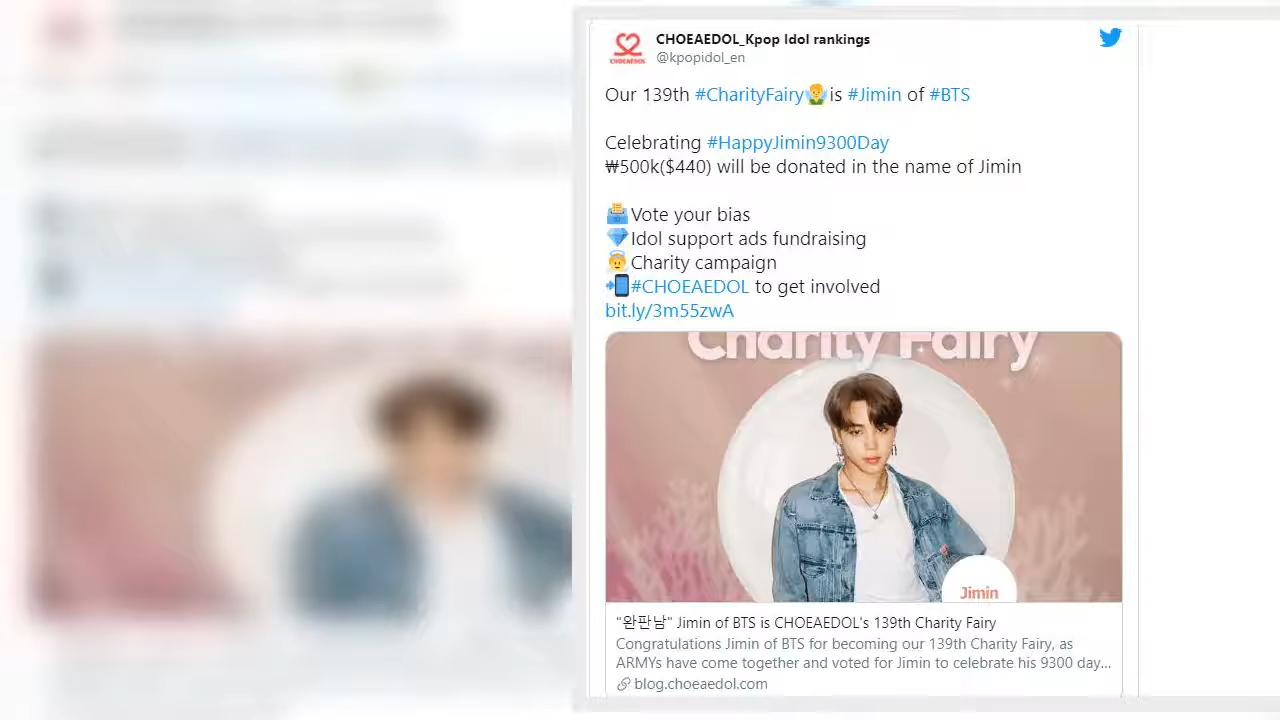 CHOEAEDOL_Kpop Idol rankings
@kpopidol_en
CHOEAEDOL
Our 139th #CharityFairy🧚‍♂️is #Jimin of #BTS
Celebrating #HappyJimin9300Day
₩500k($440) will be donated in the name of Jimin
🗳️Vote your bias
💎Idol support ads fundraising
😇Charity campaign
📲#CHOEAEDOL to get involved
bit.ly/3m55zwA
Charity Fairy
Jimin
"완판남" Jimin of BTS is CHOEAEDOL's 139th Charity Fairy
Congratulations Jimin of BTS for becoming our 139th Charity Fairy, as
ARMYs have come together and voted for Jimin to celebrate his 9300 day...
blog.choeaedol.com